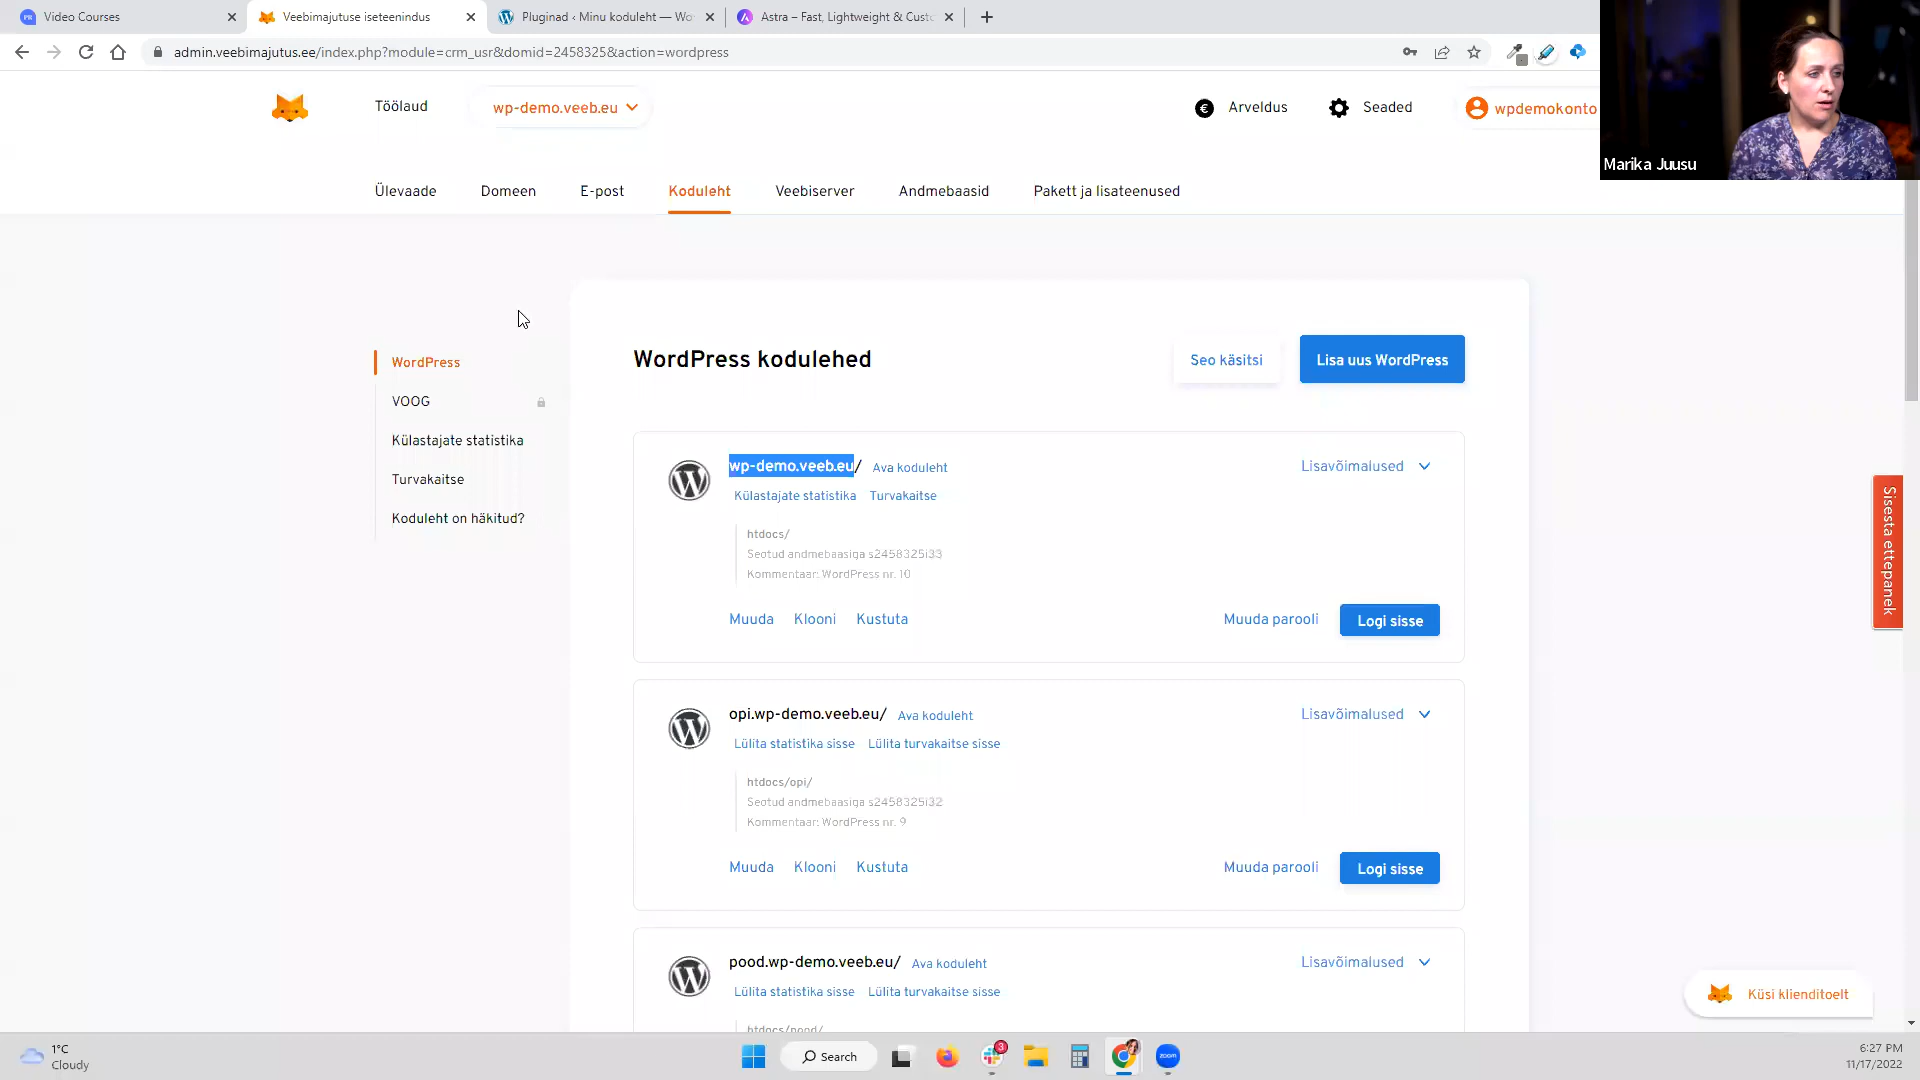 Video Courses
Veebimajutuse iseteenindus
Pluginad ‹ Minu koduleht — Wo
Astra – Fast, Lightweight & Custo
admin.veebimajutus.ee/index.php?module=crm_usr&domid=2458325&action=wordpress
Marika Juusu
Töölaud
wp-demo.veeb.eu
Arveldus
Seaded
wpdemokonto
Ülevaade
Domeen
E-post
Koduleht
Veebiserver
Andmebaasid
Pakett ja lisateenused
WordPress
VOOG
Külastajate statistika
Turvakaitse
Koduleht on häkitud?
WordPress kodulehed
Seo käsitsi
Lisa uus WordPress
wp-demo.veeb.eu/ Ava koduleht
Lisavõimalused
Külastajate statistika Turvakaitse
htdocs/
Seotud andmebaasiga s2458325i33
Kommentaar: WordPress nr. 10
Muuda Klooni Kustuta
Muuda parooli
Logi sisse
opi.wp-demo.veeb.eu/ Ava koduleht
Lisavõimalused
Lülita statistika sisse Lülita turvakaitse sisse
htdocs/opi/
Seotud andmebaasiga s2458325i32
Kommentaar: WordPress nr. 9
Muuda Klooni Kustuta
Muuda parooli
Logi sisse
pood.wp-demo.veeb.eu/ Ava koduleht
Lisavõimalused
Lülita statistika sisse Lülita turvakaitse sisse
htdocs/pood/
Sisesta ettepanek
Küsi klienditoelt
1°C
Cloudy
Search
3
zoom
6:27 PM
11/17/2022